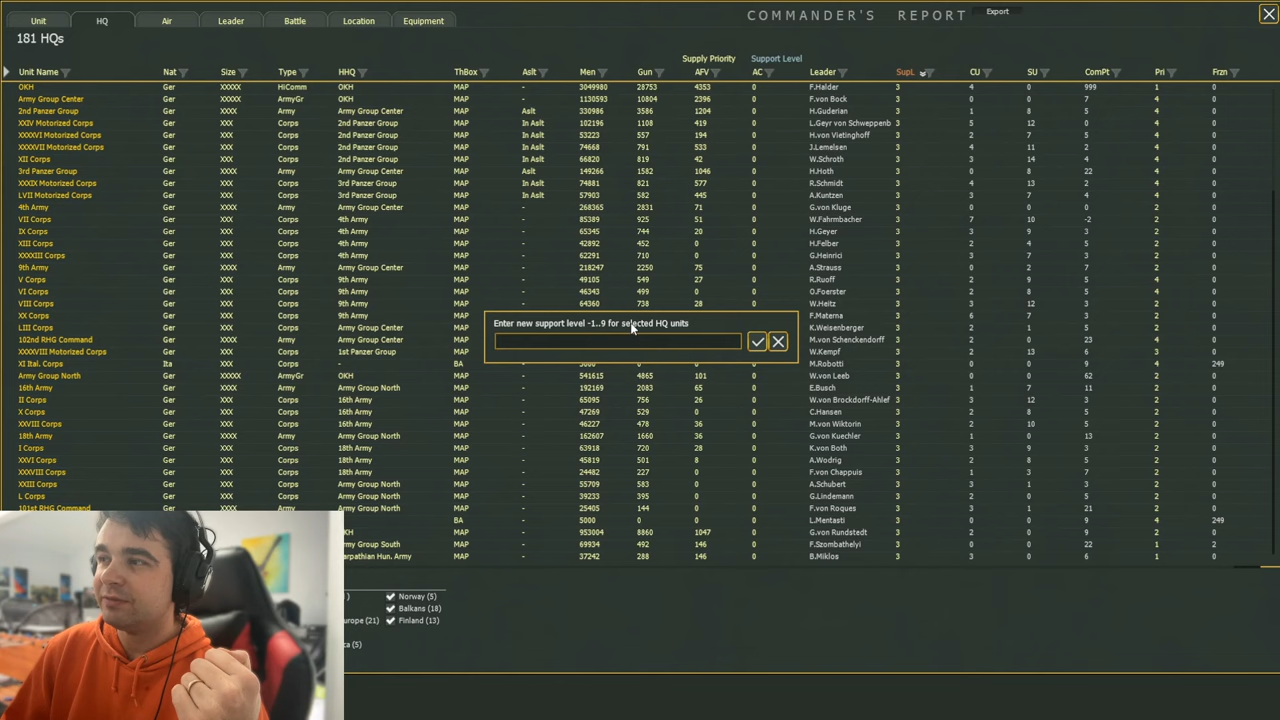 Unit HQ Air Leader Battle Location Equipment COMMANDER'S REPORT Export
181 HQs
Supply Priority Support Level
Unit Name Nat Size Type HHQ ThBox Aslt Men Gun AFV AC Leader SupL CU SU ComPt Pri Frzn
OKH Ger XXXXX HiComm OKH MAP - 3049980 28753 4353 0 F.Halder 3 4 0 999 1 0
Army Group Center Ger XXXXX ArmyGr OKH MAP - 1130593 10804 2396 0 F.von Bock 3 0 0 7 4 0
2nd Panzer Group Ger XXXX Army Army Group Center MAP Aslt 330986 3586 1204 0 H.Guderian 3 1 8 5 4 0
XXIV Motorized Corps Ger XXX Corps 2nd Panzer Group MAP In Aslt 102196 1108 419 0 L.Geyr von Schweppenb 3 5 12 0 4 0
XXXXVI Motorized Corps Ger XXX Corps 2nd Panzer Group MAP In Aslt 53223 557 194 0 H.von Vietinghoff 3 2 7 5 4 0
XXXXVII Motorized Corps Ger XXX Corps 2nd Panzer Group MAP In Aslt 74668 791 533 0 J.Lemelsen 3 4 11 2 4 0
XII Corps Ger XXX Corps 2nd Panzer Group MAP In Aslt 66820 819 42 0 W.Schroth 3 3 14 4 4 0
3rd Panzer Group Ger XXXX Army Army Group Center MAP Aslt 149266 1582 1046 0 H.Hoth 3 0 8 22 4 0
XXXIX Motorized Corps Ger XXX Corps 3rd Panzer Group MAP In Aslt 74881 821 577 0 R.Schmidt 3 4 13 2 4 0
LVII Motorized Corps Ger XXX Corps 3rd Panzer Group MAP In Aslt 57903 582 445 0 A.Kuntzen 3 3 7 4 4 0
4th Army Ger XXXX Army Army Group Center MAP - 268365 2831 71 0 G.von Kluge 3 0 0 0 2 0
VII Corps Ger XXX Corps 4th Army MAP - 85389 925 51 0 W.Fahrmbacher 3 7 10 -2 2 0
IX Corps Ger XXX Corps 4th Army MAP - 65345 744 20 0 H.Geyer 3 3 9 3 2 0
XIII Corps Ger XXX Corps 4th Army MAP - 42892 452 0 0 H.Felber 3 2 4 5 2 0
XXXXIII Corps Ger XXX Corps 4th Army MAP - 62291 710 0 0 G.Heinrici 3 3 9 3 2 0
9th Army Ger XXXX Army Army Group Center MAP - 218247 2250 75 0 A.Strauss 3 0 0 8 2 0
V Corps Ger XXX Corps 9th Army MAP - 49105 549 27 0 R.Ruoff 3 2 9 5 4 0
VI Corps Ger XXX Corps 9th Army MAP - 46343 499 0 0 O.Foerster 3 2 8 5 4 0
VIII Corps Ger XXX Corps 9th Army MAP - 64360 738 28 0 W.Heitz 3 3 12 3 2 0
XX Corps Ger XXX Corps 9th Army F.Materna 3 6 0 2 0
LIII Corps Ger XXX Corps Army Group Center K.Weisenberger 3 1 3 2 0
102nd RHG Command Ger XXXX Army Army Group Center M.von Schenckendorff 3 2 0 23 4 0
XXXXVIII Motorized Corps Ger XXX Corps 1st Panzer Group W.Kempf 3 2 13 6 3 0
XI Ital. Corps Ita XXX Corps - BA - 5000 0 0 0 M.Robotti 3 0 0 9 4 249
Army Group North Ger XXXXX ArmyGr OKH MAP - 541615 4865 101 0 W.von Leeb 3 0 0 62 2 0
16th Army Ger XXXX Army Army Group North MAP - 192169 2083 65 0 E.Busch 3 1 7 11 2 0
II Corps Ger XXX Corps 16th Army MAP - 65095 756 36 0 W.von Brockdorff-Ahlef 3 3 12 3 2 0
X Corps Ger XXX Corps 16th Army MAP - 47269 529 0 0 C.Hansen 3 2 8 5 2 0
XXVIII Corps Ger XXX Corps 16th Army MAP - 46227 478 36 0 M.von Wiktorin 3 2 10 5 2 0
18th Army Ger XXXX Army Army Group North MAP - 162607 1660 36 0 G.von Kuechler 3 1 0 13 2 0
I Corps Ger XXX Corps 18th Army MAP - 63918 720 28 0 K.von Both 3 3 9 3 2 0
XXVI Corps Ger XXX Corps 18th Army MAP - 45819 501 8 0 A.Wodrig 3 2 8 5 2 0
XXXVIII Corps Ger XXX Corps 18th Army MAP - 24482 227 0 0 F.von Chappuis 3 1 3 7 2 0
XXIII Corps Ger XXX Corps Army Group North MAP - 55709 583 0 0 A.Schubert 3 3 1 3 2 0
L Corps Ger XXX Corps Army Group North MAP - 39233 395 0 0 G.Lindemann 3 2 0 5 2 0
101st RHG Command Ger XXXX Army Army Group North MAP - 25405 144 0 0 F.von Roques 3 3 1 21 2 0
BA - 5000 0 0 0 L.Mentasti 3 0 0 9 4 249
OKH MAP - 953004 8860 1047 0 G.von Rundstedt 3 2 0 9 2 0
Army South MAP - 69934 492 146 0 F.Szombathelyi 3 0 0 22 1 2
arpathian Hun. Army MAP - 37242 288 146 0 B.Miklos 3 3 0 6 1 0
Enter new support level -1..9 for selected HQ units
) Norway (5)
Balkans (18)
urope (21) Finland (13)
ca (5)